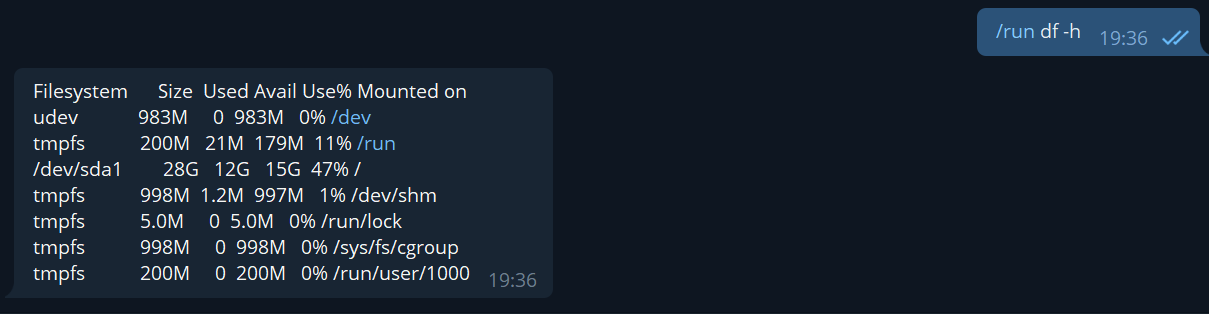 /run df -h 19:36
Filesystem Size Used Avail Use% Mounted on
udev 983M 0 983M 0% /dev
tmpfs 200M 21M 179M 11% /run
/dev/sda1 28G 12G 15G 47% /
tmpfs 998M 1.2M 997M 1% /dev/shm
tmpfs 5.0M 0 5.0M 0% /run/lock
tmpfs 998M 0 998M 0% /sys/fs/cgroup
tmpfs 200M 0 200M 0% /run/user/1000 19:36